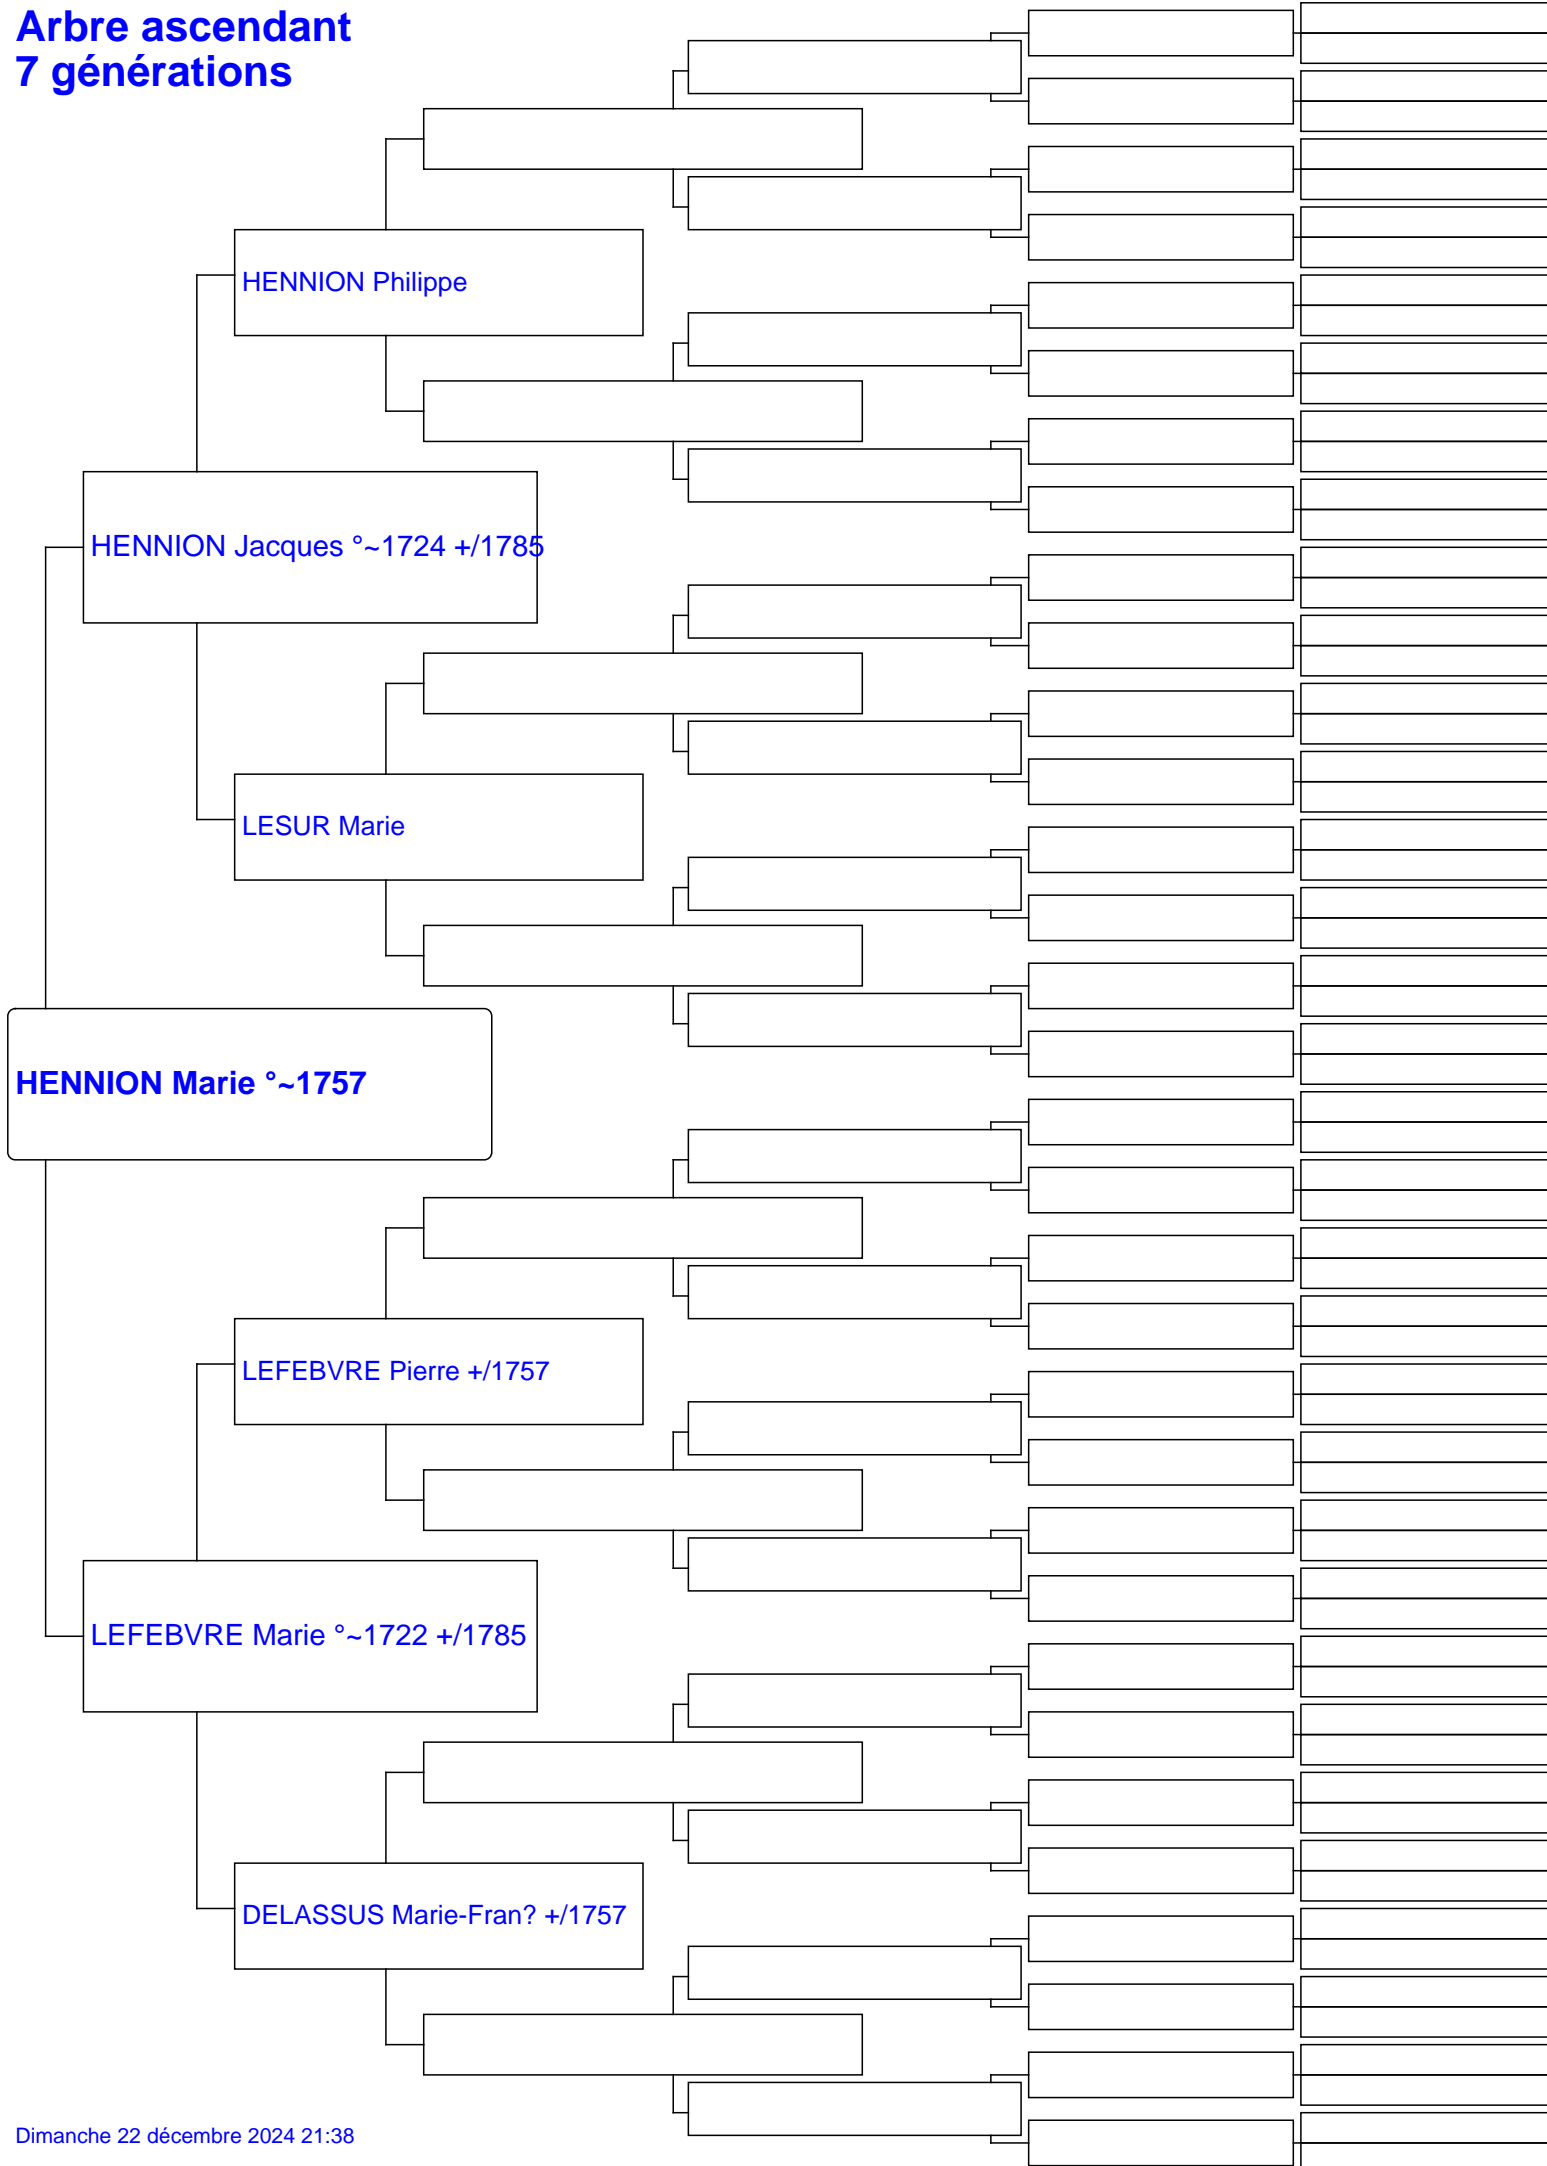 Arbre ascendant
7 générations
HENNION Philippe
HENNION Jacques °~1724 +/1785
LESUR Marie
HENNION Marie °~1757
LEFEBVRE Pierre +/1757
LEFEBVRE Marie °~1722 +/1785
DELASSUS Marie-Fran? +/1757
Dimanche 22 décembre 2024 21:38